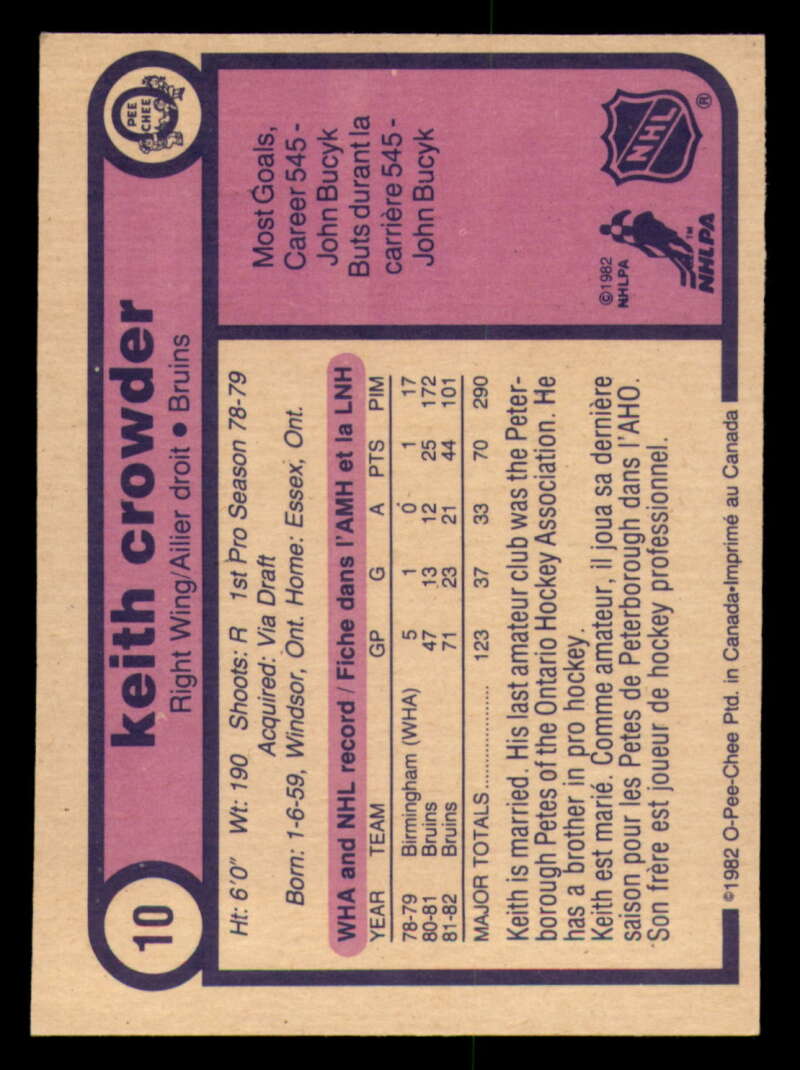 10
keith crowder
Right Wing/Ailier droit • Bruins
O
PEE
CHEE
Ht: 6'0" Wt: 190 Shoots: R 1st Pro Season 78-79
Acquired: Via Draft
Born: 1-6-59, Windsor, Ont. Home: Essex, Ont.
WHA and NHL record / Fiche dans l'AMH et la LNH
YEAR TEAM GP G A PTS PIM
78-79 Birmingham (WHA) 5 1 0 1 17
80-81 Bruins 47 13 12 25 172
81-82 Bruins 71 23 21 44 101
MAJOR TOTALS.................... 123 37 33 70 290
Keith is married. His last amateur club was the Peter-
borough Petes of the Ontario Hockey Association. He
has a brother in pro hockey.
Keith est marié. Comme amateur, il joua sa dernière
saison pour les Petes de Peterborough dans l'AHO.
Son frère est joueur de hockey professionnel.
Most Goals,
Career 545 -
John Bucyk
Buts durant la
carrière 545 -
John Bucyk
©1982
NHLPA
NHLPA
™
NHL
®
©1982 O-Pee-Chee Ptd. in Canada•Imprimé au Canada